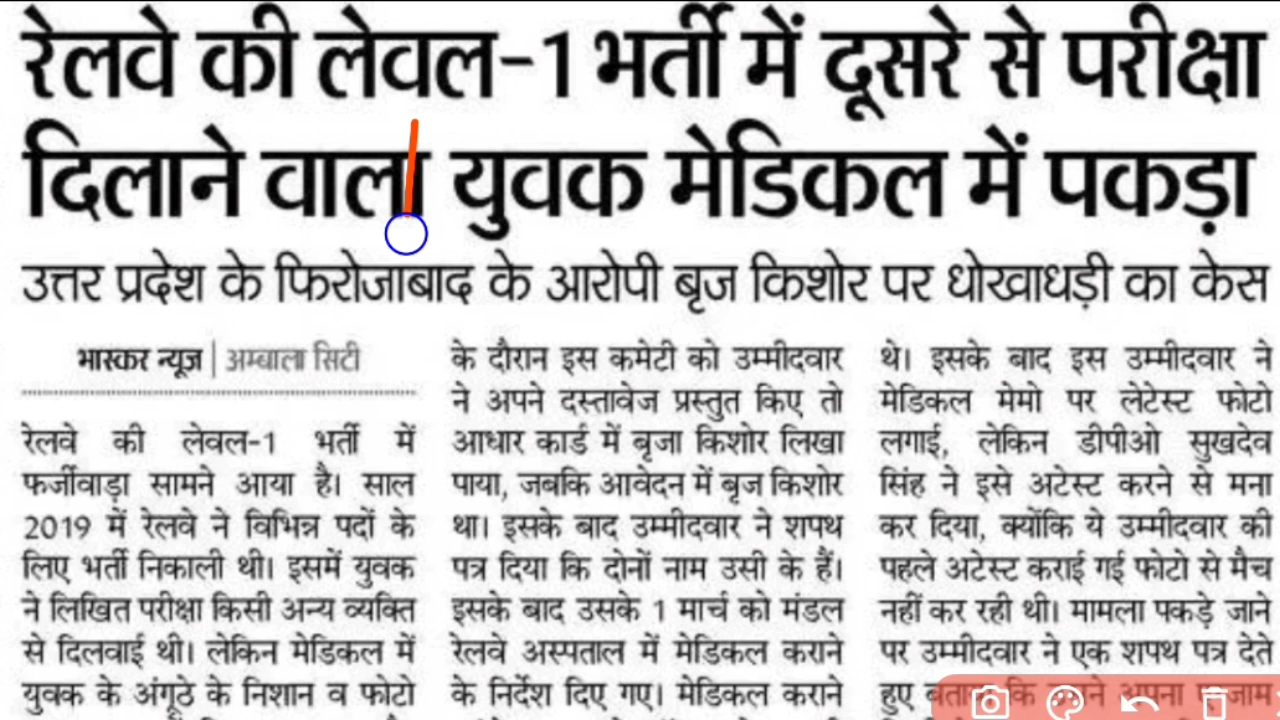 रेलवे की लेवल-1 भर्ती में दूसरे से परीक्षा
दिलाने वाला युवक मेडिकल में पकड़ा
उत्तर प्रदेश के फिरोजाबाद के आरोपी बृज किशोर पर धोखाधड़ी का केस
भास्कर न्यूज | अम्बाला सिटी
रेलवे की लेवल-1 भर्ती में
फर्जीवाड़ा सामने आया है। साल
2019 में रेलवे ने विभिन्न पदों के
लिए भर्ती निकाली थी। इसमें युवक
ने लिखित परीक्षा किसी अन्य व्यक्ति
से दिलवाई थी। लेकिन मेडिकल में
युवक के अंगूठे के निशान व फोटो
के दौरान इस कमेटी को उम्मीदवार
ने अपने दस्तावेज प्रस्तुत किए तो
आधार कार्ड में बृजा किशोर लिखा
पाया, जबकि आवेदन में बृज किशोर
था। इसके बाद उम्मीदवार ने शपथ
पत्र दिया कि दोनों नाम उसी के हैं।
इसके बाद उसके 1 मार्च को मंडल
रेलवे अस्पताल में मेडिकल कराने
के निर्देश दिए गए। मेडिकल कराने
थे। इसके बाद इस उम्मीदवार ने
मेडिकल मेमो पर लेटेस्ट फोटो
लगाई, लेकिन डीपीओ सुखदेव
सिंह ने इसे अटेस्ट करने से मना
कर दिया, क्योंकि ये उम्मीदवार की
पहले अटेस्ट कराई गई फोटो से मैच
नहीं कर रही थी। मामला पकड़े जाने
पर उम्मीदवार ने एक शपथ पत्र देते
हुए बताया कि उसने अपना एग्जाम